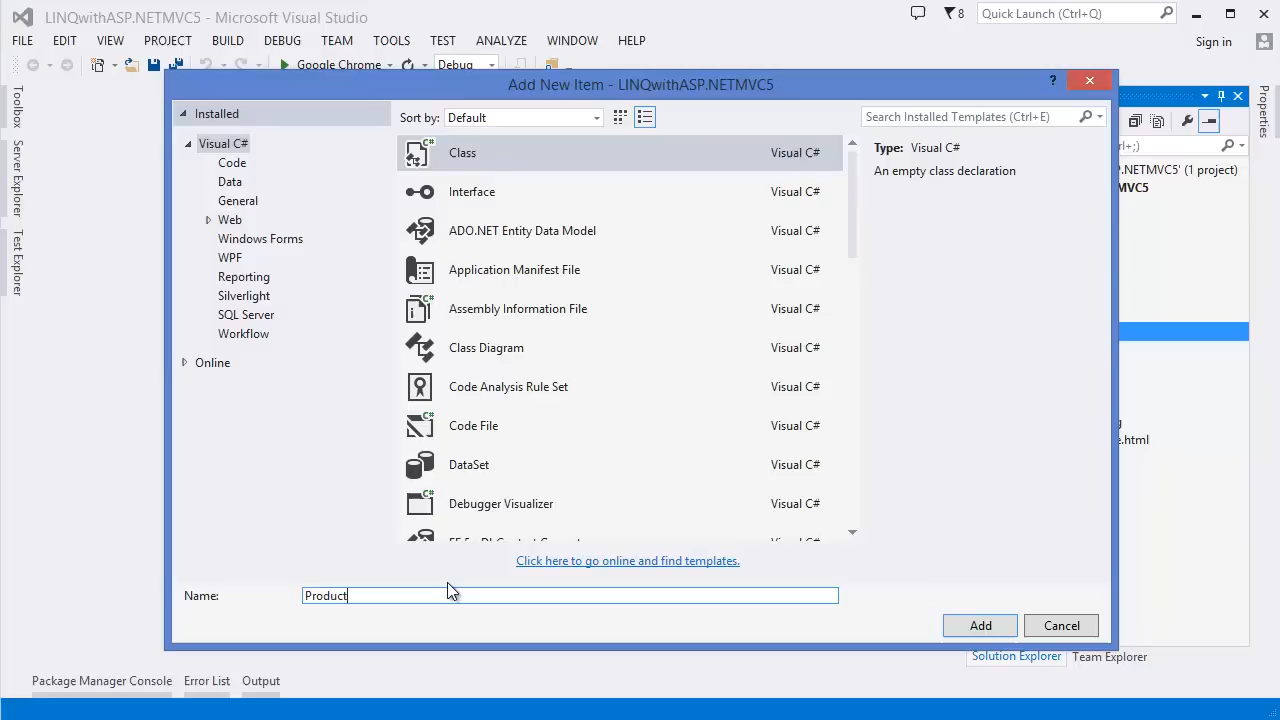 LINQwithASP.NETMVC5 - Microsoft Visual Studio
8
Quick Launch (Ctrl+Q)
FILE EDIT VIEW PROJECT BUILD DEBUG TEAM TOOLS TEST ANALYZE WINDOW HELP
Sign in
Google Chrome
Debug
Add New Item - LINQwithASP.NETMVC5
?
Toolbox
Server Explorer
Test Explorer
Properties
Installed
Visual C#
Code
Data
General
Web
Windows Forms
WPF
Reporting
Silverlight
SQL Server
Workflow
Online
Sort by: Default
Search Installed Templates (Ctrl+E)
Class Visual C#
Interface Visual C#
ADO.NET Entity Data Model Visual C#
Application Manifest File Visual C#
Assembly Information File Visual C#
Class Diagram Visual C#
Code Analysis Rule Set Visual C#
Code File Visual C#
DataSet Visual C#
Debugger Visualizer Visual C#
Type: Visual C#
An empty class declaration
rl+;)
P.NETMVC5' (1 project)
MVC5
g
e.html
Click here to go online and find templates.
Name: Product
Add Cancel
Solution Explorer Team Explorer
Package Manager Console Error List Output